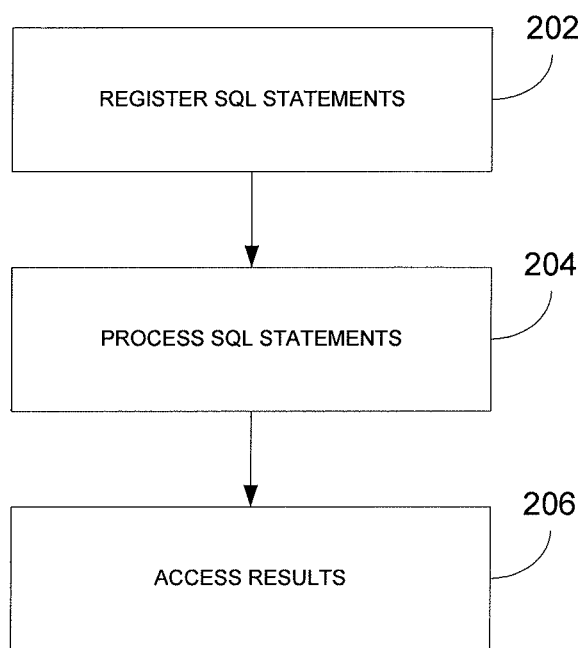 202
REGISTER SQL STATEMENTS
204
PROCESS SQL STATEMENTS
206
ACCESS RESULTS